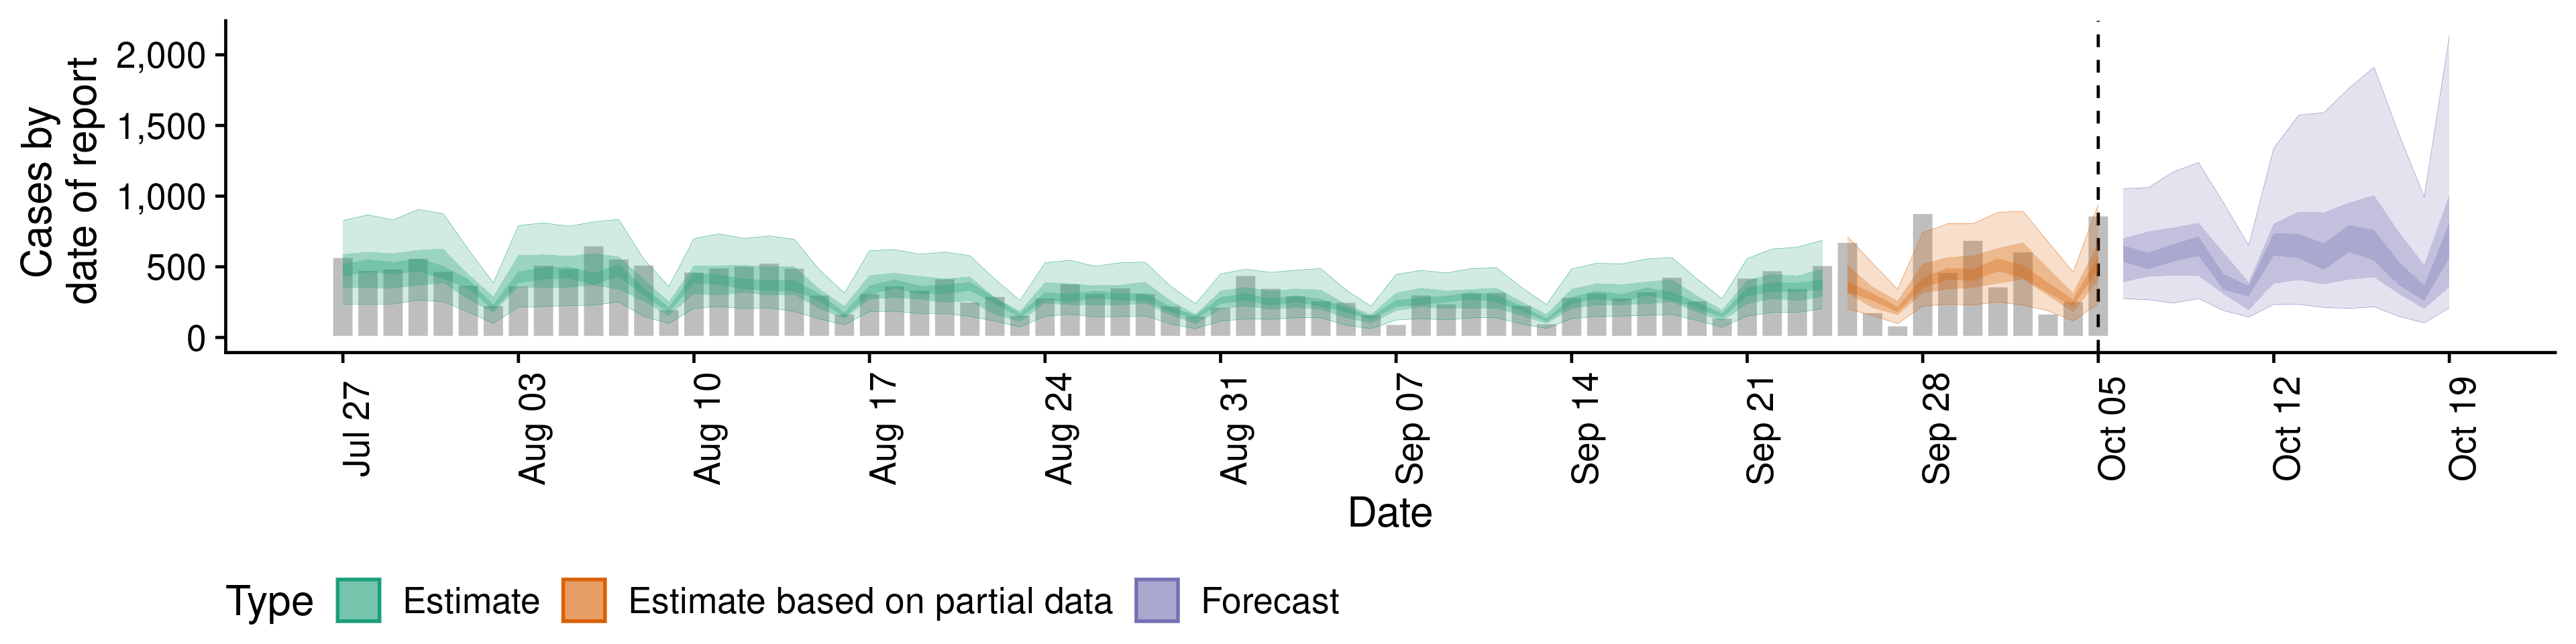 Cases by
date of report
2,000
1,500
1,000
500
0
Jul 27
Aug 03
Aug 10
Aug 17
Aug 24
Aug 31
Sep 07
Sep 14
Sep 21
Sep 28
Oct 05
Oct 12
Oct 19
Date
Type Estimate Estimate based on partial data Forecast